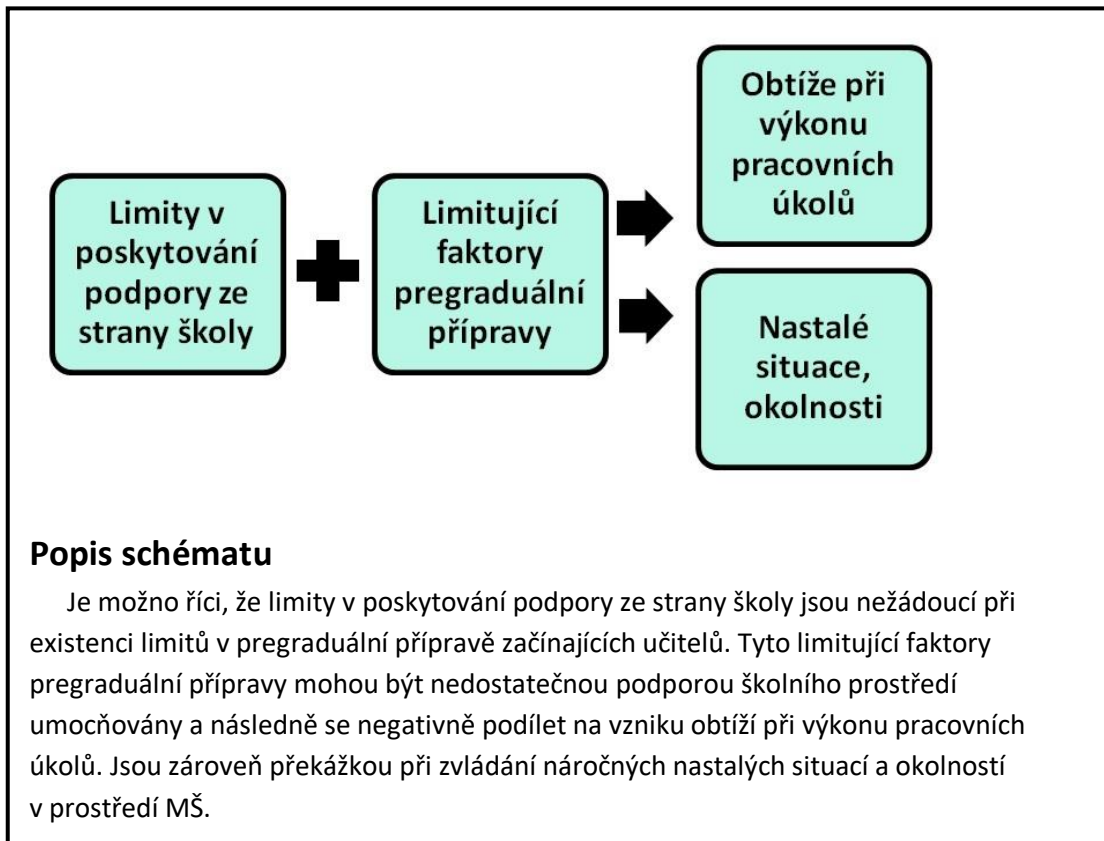 Limity v
poskytování
podpory ze
strany školy
Limitující
faktory
pregraduální
přípravy
Obtíže při
výkonu
pracovních
úkolů
Nastalé
situace,
okolnosti
Popis schématu
Je možno říci, že limity v poskytování podpory ze strany školy jsou nežádoucí při
existenci limitů v pregraduální přípravě začínajících učitelů. Tyto limitující faktory
pregraduální přípravy mohou být nedostatečnou podporou školního prostředí
umocňovány a následně se negativně podílet na vzniku obtíží při výkonu pracovních
úkolů. Jsou zároveň překážkou při zvládání náročných nastalých situací a okolností
v prostředí MŠ.